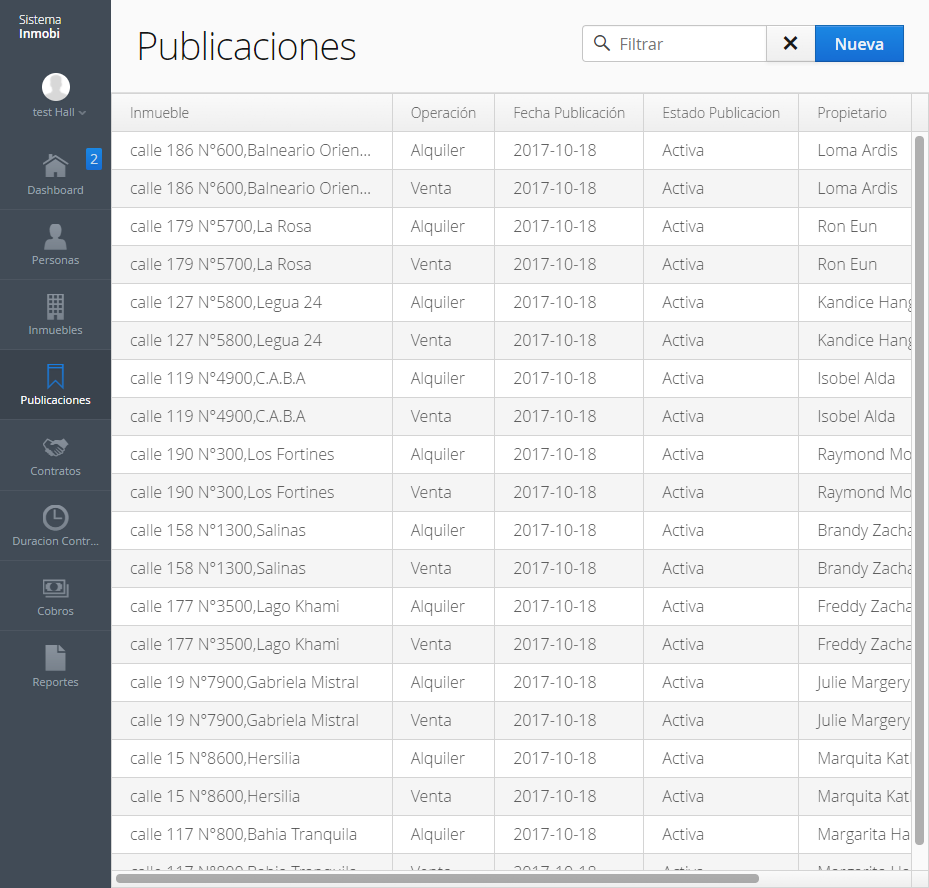 Sistema
Inmobi
test Hall
2
Dashboard
Personas
Inmuebles
Publicaciones
Contratos
Duracion Contr...
Cobros
Reportes
Publicaciones
Filtrar
Nueva
Inmueble Operación Fecha Publicación Estado Publicacion Propietario
calle 186 N°600,Balneario Orien... Alquiler 2017-10-18 Activa Loma Ardis
calle 186 N°600,Balneario Orien... Venta 2017-10-18 Activa Loma Ardis
calle 179 N°5700,La Rosa Alquiler 2017-10-18 Activa Ron Eun
calle 179 N°5700,La Rosa Venta 2017-10-18 Activa Ron Eun
calle 127 N°5800,Legua 24 Alquiler 2017-10-18 Activa Kandice Hang
calle 127 N°5800,Legua 24 Venta 2017-10-18 Activa Kandice Hang
calle 119 N°4900,C.A.B.A Alquiler 2017-10-18 Activa Isobel Alda
calle 119 N°4900,C.A.B.A Venta 2017-10-18 Activa Isobel Alda
calle 190 N°300,Los Fortines Alquiler 2017-10-18 Activa Raymond Mo
calle 190 N°300,Los Fortines Venta 2017-10-18 Activa Raymond Mo
calle 158 N°1300,Salinas Alquiler 2017-10-18 Activa Brandy Zacha
calle 158 N°1300,Salinas Venta 2017-10-18 Activa Brandy Zacha
calle 177 N°3500,Lago Khami Alquiler 2017-10-18 Activa Freddy Zacha
calle 177 N°3500,Lago Khami Venta 2017-10-18 Activa Freddy Zacha
calle 19 N°7900,Gabriela Mistral Alquiler 2017-10-18 Activa Julie Margery
calle 19 N°7900,Gabriela Mistral Venta 2017-10-18 Activa Julie Margery
calle 15 N°8600,Hersilia Alquiler 2017-10-18 Activa Marquita Kat
calle 15 N°8600,Hersilia Venta 2017-10-18 Activa Marquita Kat
calle 117 N°800,Bahia Tranquila Alquiler 2017-10-18 Activa Margarita Ha
calle 117 N°800,Bahia Tranquila Venta 2017-10-18 Activa Margarita Ha